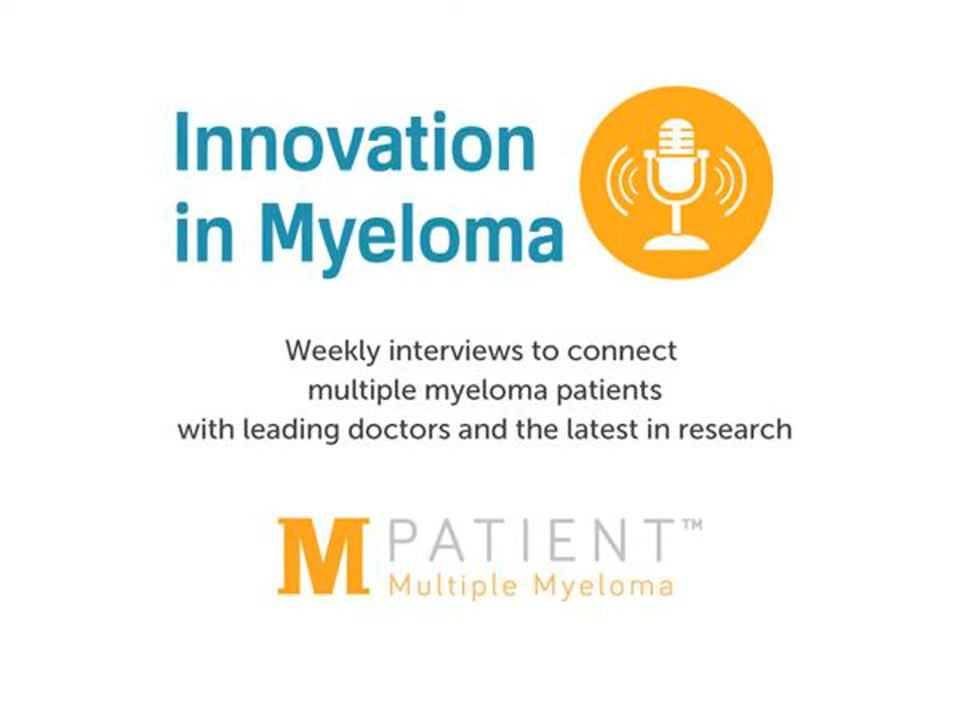 Innovation
in Myeloma
Weekly interviews to connect
multiple myeloma patients
with leading doctors and the latest in research
M PATIENT™
Multiple Myeloma